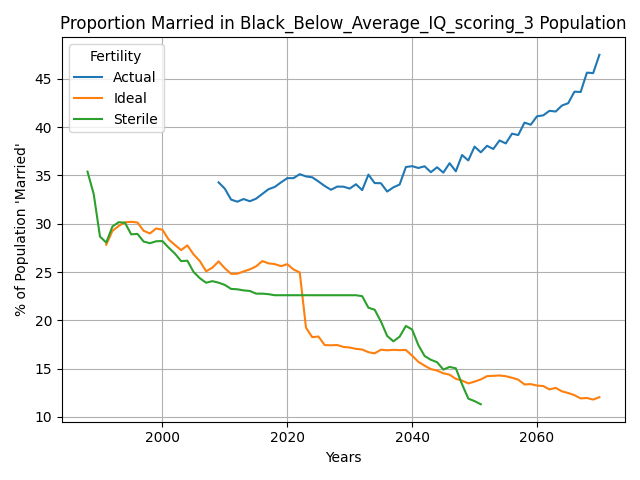 Proportion Married in Black_Below_Average_IQ_scoring_3 Population
Fertility
Actual
Ideal
Sterile
% of Population 'Married'
45
40
35
30
25
20
15
10
2000
2020
2040
2060
Years